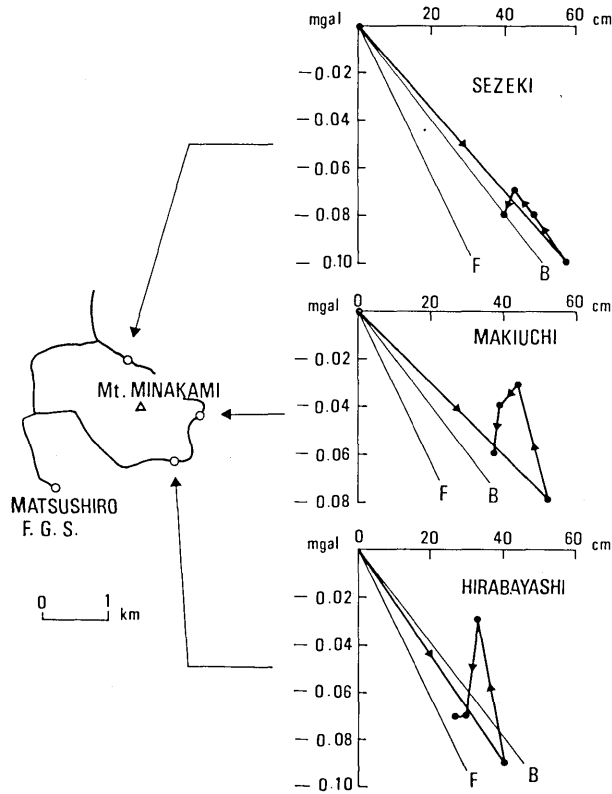 mgal 0 20 40 60 cm
SEZEKI
− 0.02
− 0.04
− 0.06
− 0.08
− 0.10
F
B
mgal 0 20 40 60 cm
MAKIUCHI
− 0.02
− 0.04
− 0.06
− 0.08
F
B
mgal 0 20 40 60 cm
HIRABAYASHI
− 0.02
− 0.04
− 0.06
− 0.08
− 0.10
F
B
Mt. MINAKAMI
MATSUSHIRO
F. G. S.
0 1
km